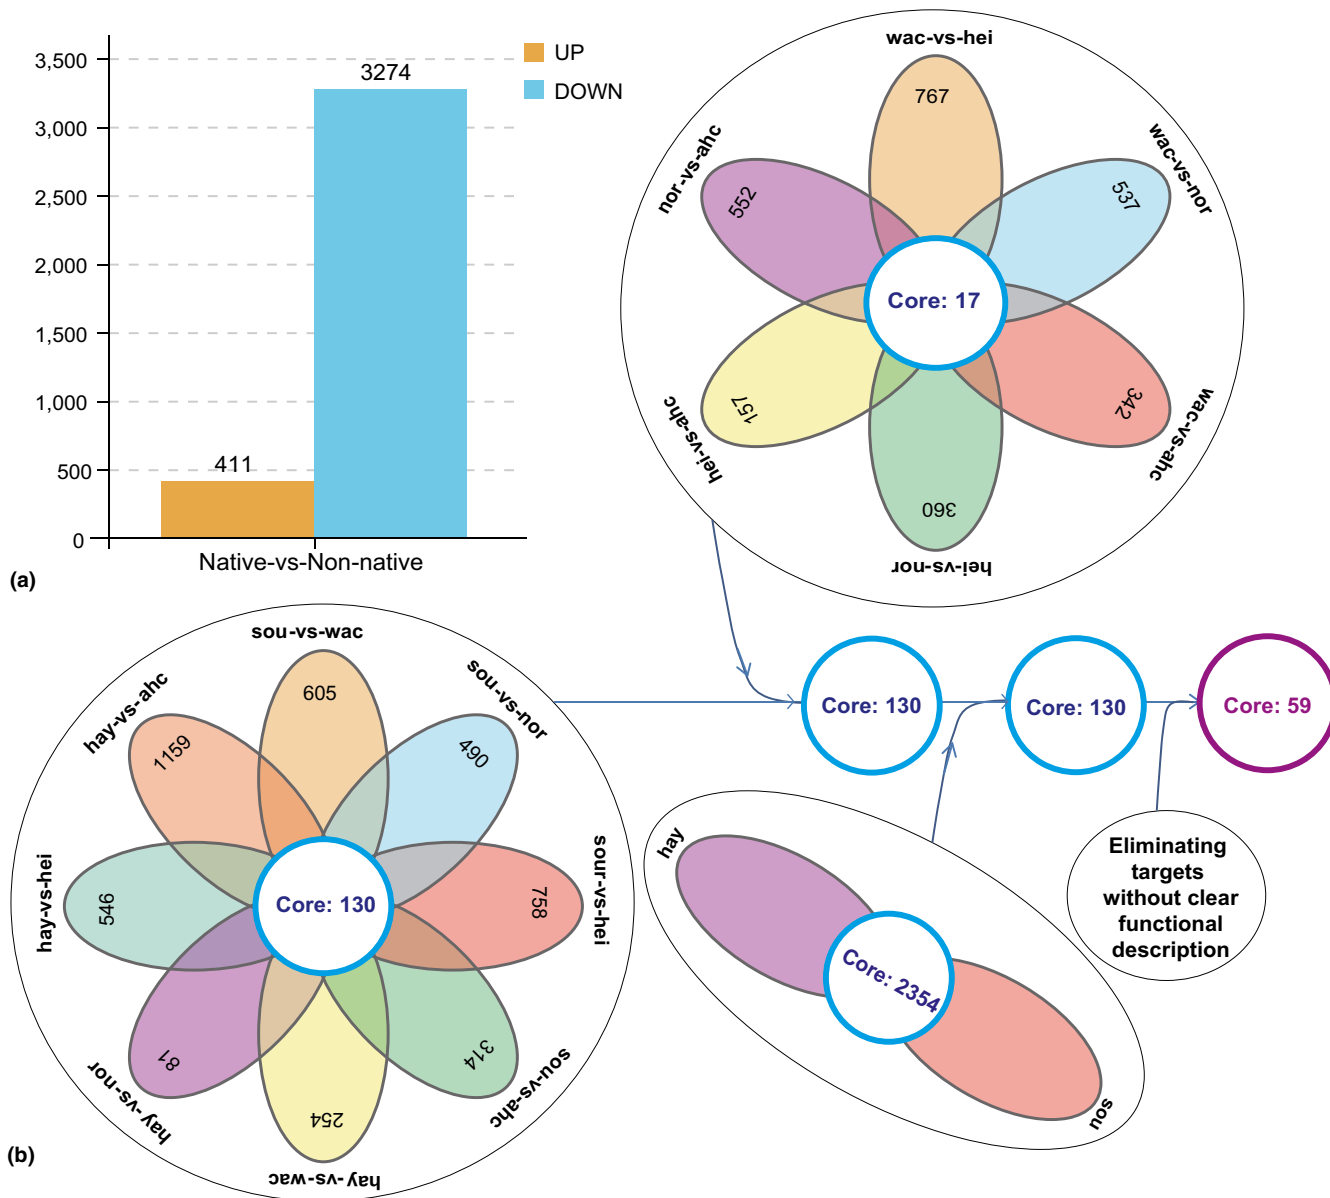 3,500
3,000
2,500
2,000
1,500
1,000
500
0
411
3274
UP
DOWN
Native-vs-Non-native
(a)
wac-vs-hei
767
wac-vs-nor
537
wac-vs-ahc
342
hei-vs-nor
360
hei-vs-ahc
157
nor-vs-ahc
552
Core: 17
sou-vs-wac
605
sou-vs-nor
490
sour-vs-hei
758
sou-vs-ahc
314
hay-vs-wac
254
hay-vs-nor
81
hay-vs-hei
546
hay-vs-ahc
1159
Core: 130
Core: 130
Core: 130
Core: 59
hay
Core: 2354
sou
Eliminating
targets
without clear
functional
description
(b)